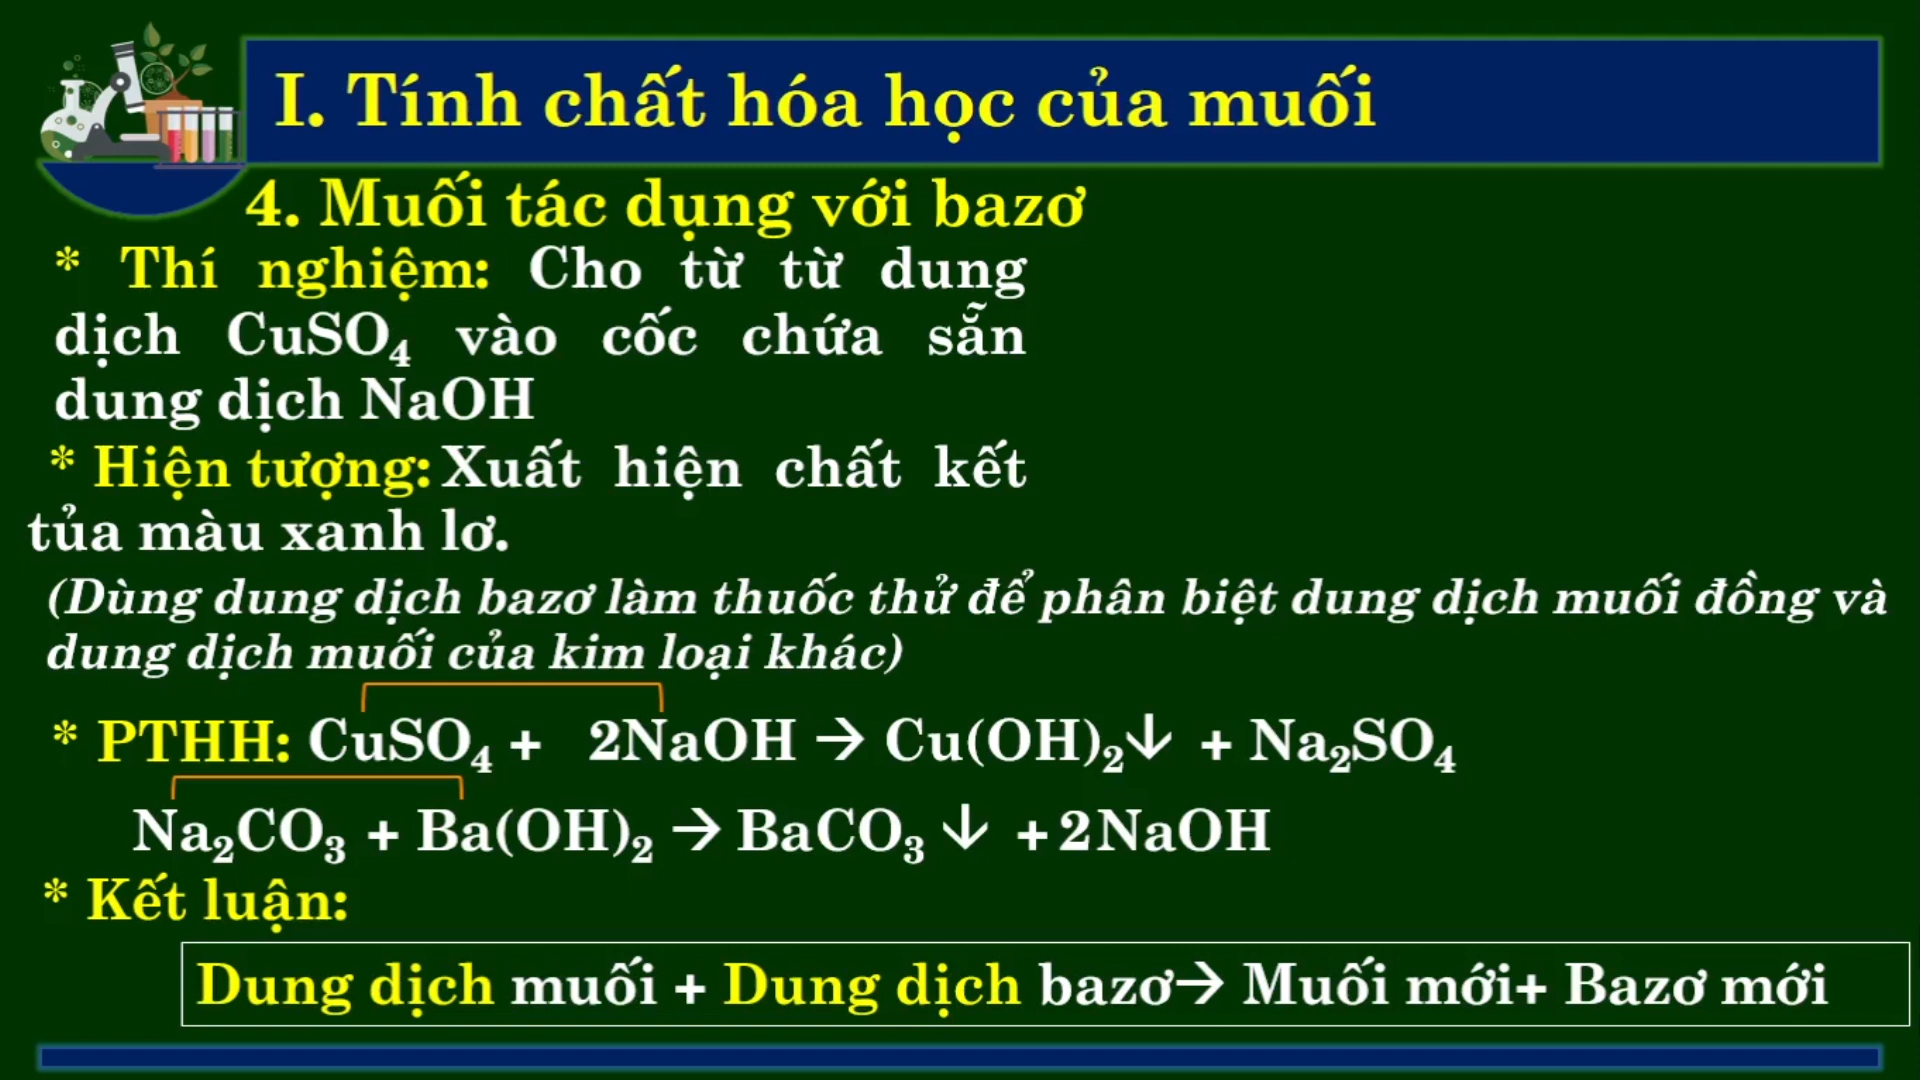 I. Tính chất hóa học của muối
4. Muối tác dụng với bazơ
* Thí nghiệm: Cho từ từ dung
dịch CuSO₄ vào cốc chứa sẵn
dung dịch NaOH
* Hiện tượng: Xuất hiện chất kết
tủa màu xanh lơ.
(Dùng dung dịch bazơ làm thuốc thử để phân biệt dung dịch muối đồng và
dung dịch muối của kim loại khác)
* PTHH: CuSO₄ + 2NaOH → Cu(OH)₂↓ + Na₂SO₄
Na₂CO₃ + Ba(OH)₂ → BaCO₃ ↓ + 2NaOH
* Kết luận:
Dung dịch muối + Dung dịch bazơ→ Muối mới+ Bazơ mới